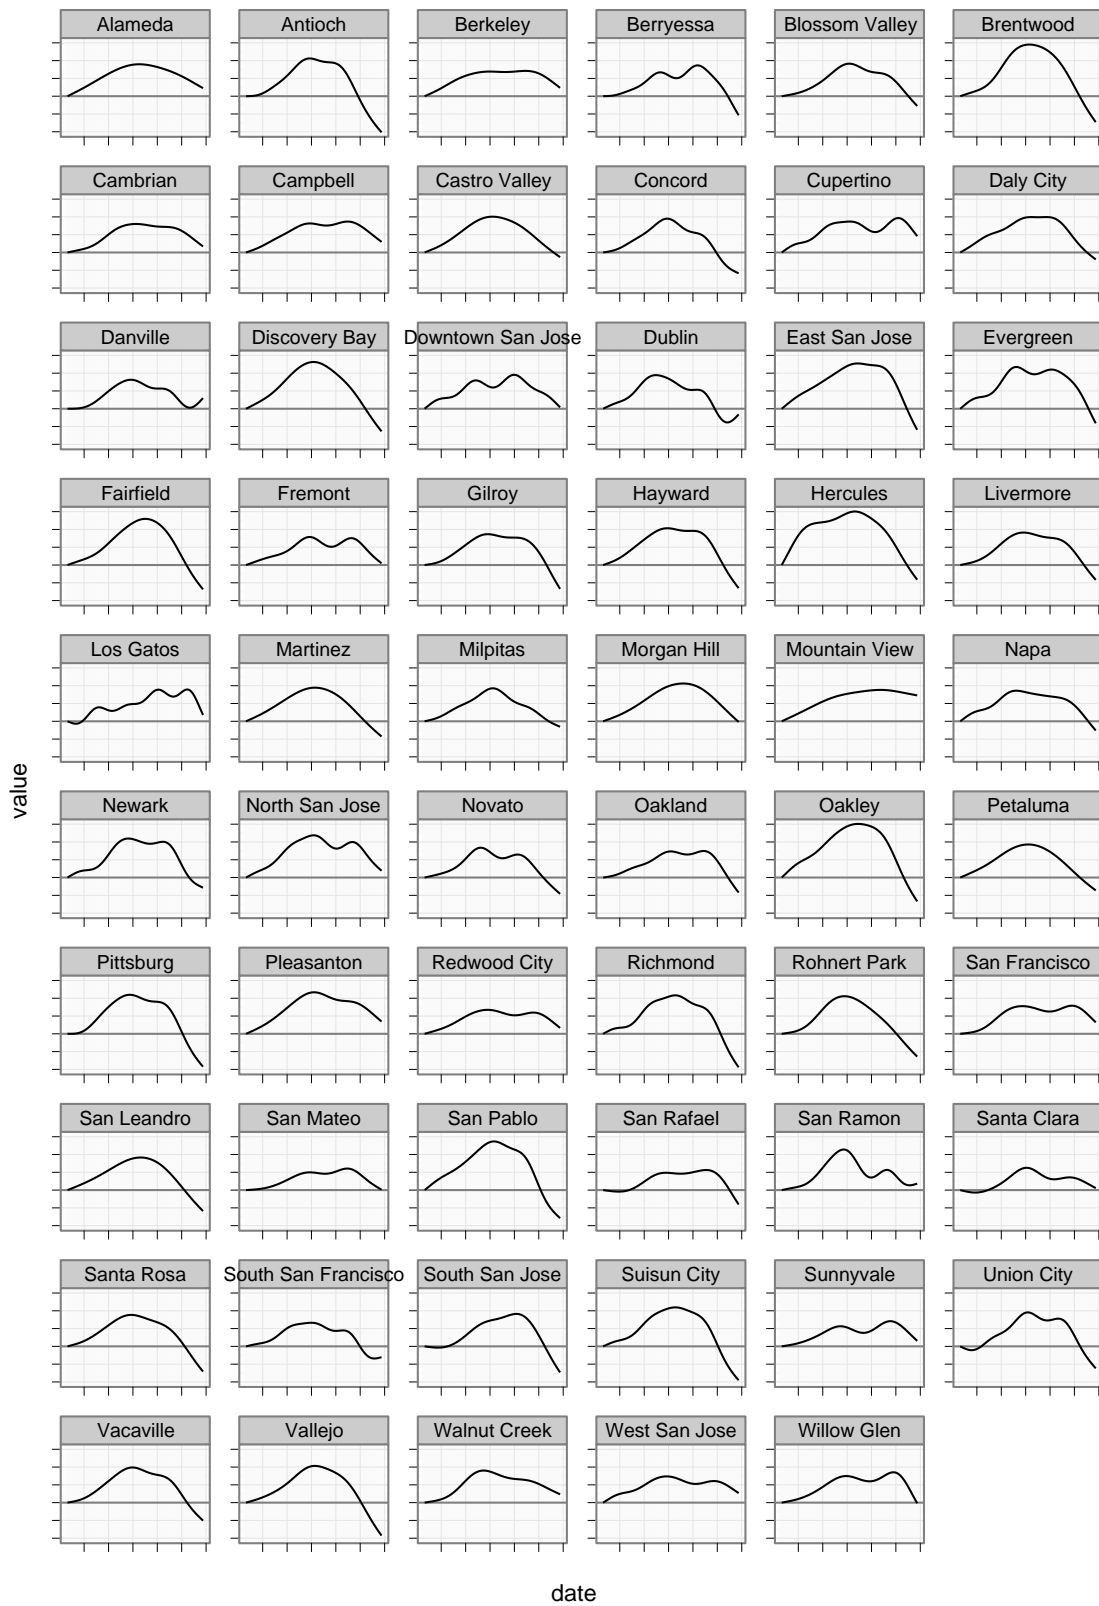 Alameda Antioch Berkeley Berryessa Blossom Valley Brentwood
Cambrian Campbell Castro Valley Concord Cupertino Daly City
Danville Discovery Bay Downtown San Jose Dublin East San Jose Evergreen
Fairfield Fremont Gilroy Hayward Hercules Livermore
Los Gatos Martinez Milpitas Morgan Hill Mountain View Napa
value
Newark North San Jose Novato Oakland Oakley Petaluma
Pittsburg Pleasanton Redwood City Richmond Rohnert Park San Francisco
San Leandro San Mateo San Pablo San Rafael San Ramon Santa Clara
Santa Rosa South San Francisco South San Jose Suisun City Sunnyvale Union City
Vacaville Vallejo Walnut Creek West San Jose Willow Glen
date